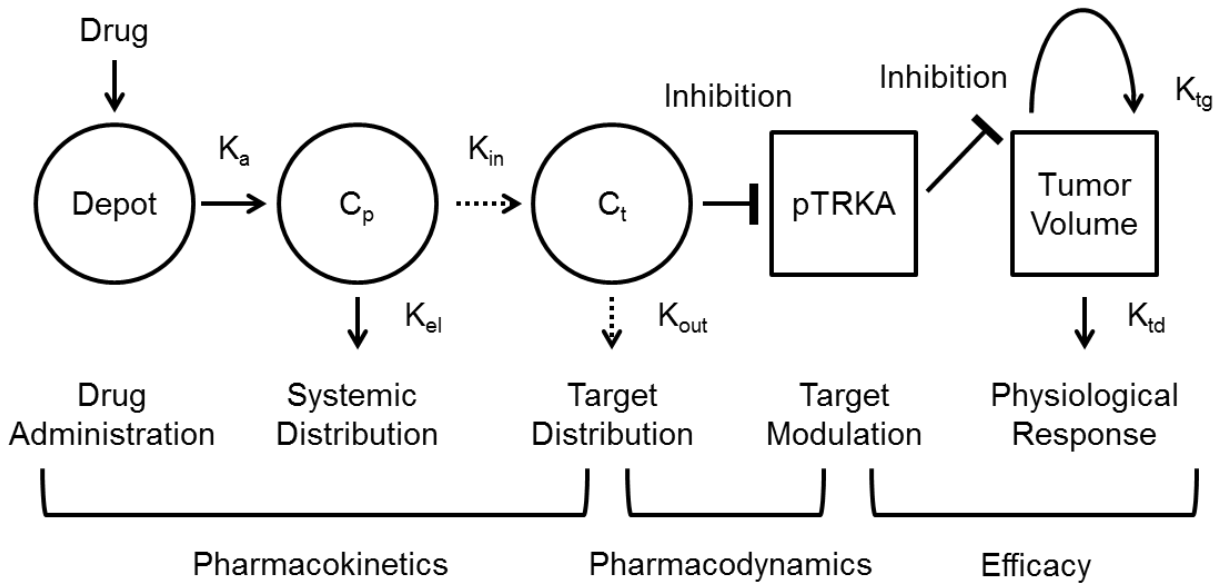 Drug
Depot
K_a
C_p
K_el
K_in
C_t
K_out
Inhibition
pTRKA
Inhibition
Tumor
Volume
K_tg
K_td
Drug
Administration
Systemic
Distribution
Target
Distribution
Target
Modulation
Physiological
Response
Pharmacokinetics
Pharmacodynamics
Efficacy